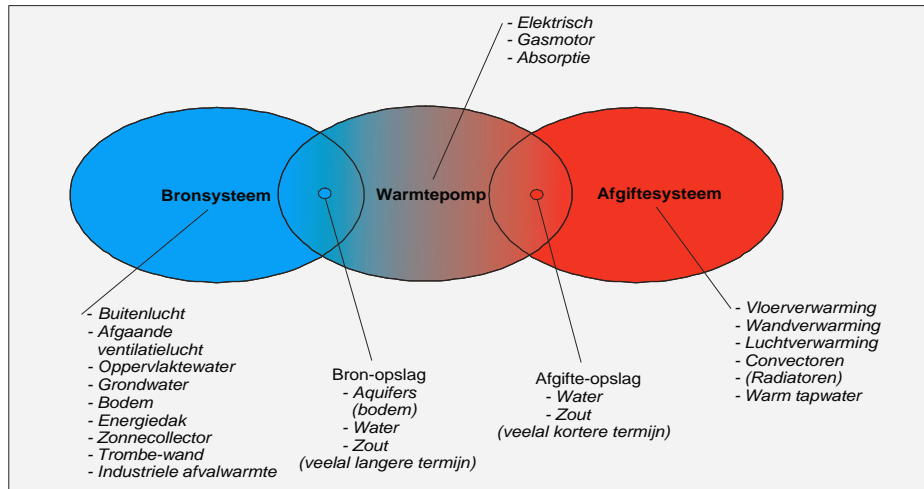 - Elektrisch
- Gasmotor
- Absorptie
Bronsysteem
Warmtepomp
Afgiftesysteem
- Buitenlucht
- Afgaande
ventilatielucht
- Oppervlaktewater
- Grondwater
- Bodem
- Energiedak
- Zonnecollector
- Trombe-wand
- Industriele afvalwarmte
Bron-opslag
- Aquifers
(bodem)
- Water
- Zout
(veelal langere termijn)
Afgifte-opslag
- Water
- Zout
(veelal kortere termijn)
- Vloerverwarming
- Wandverwarming
- Luchtverwarming
- Convectoren
- (Radiatoren)
- Warm tapwater